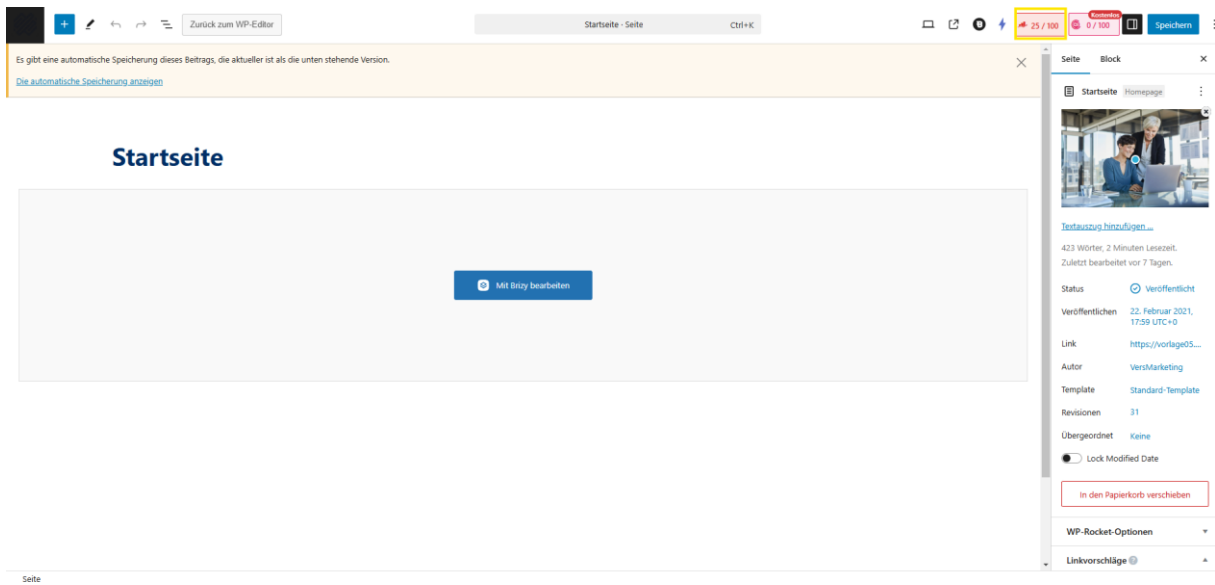 Zurück zum WP-Editor
Startseite · Seite
Ctrl+K
25 / 100
Kostenlos
0 / 100
Speichern
Es gibt eine automatische Speicherung dieses Beitrags, die aktueller ist als die unten stehende Version.
Die automatische Speicherung anzeigen
Startseite
Mit Brizy bearbeiten
Seite
Block
Startseite Homepage
Textauszug hinzufügen ...
423 Wörter, 2 Minuten Lesezeit.
Zuletzt bearbeitet vor 7 Tagen.
Status Veröffentlicht
Veröffentlichen 22. Februar 2021,
17:59 UTC+0
Link https://vorlage05....
Autor VersMarketing
Template Standard-Template
Revisionen 31
Übergeordnet Keine
Lock Modified Date
In den Papierkorb verschieben
WP-Rocket-Optionen
Linkvorschläge
Seite